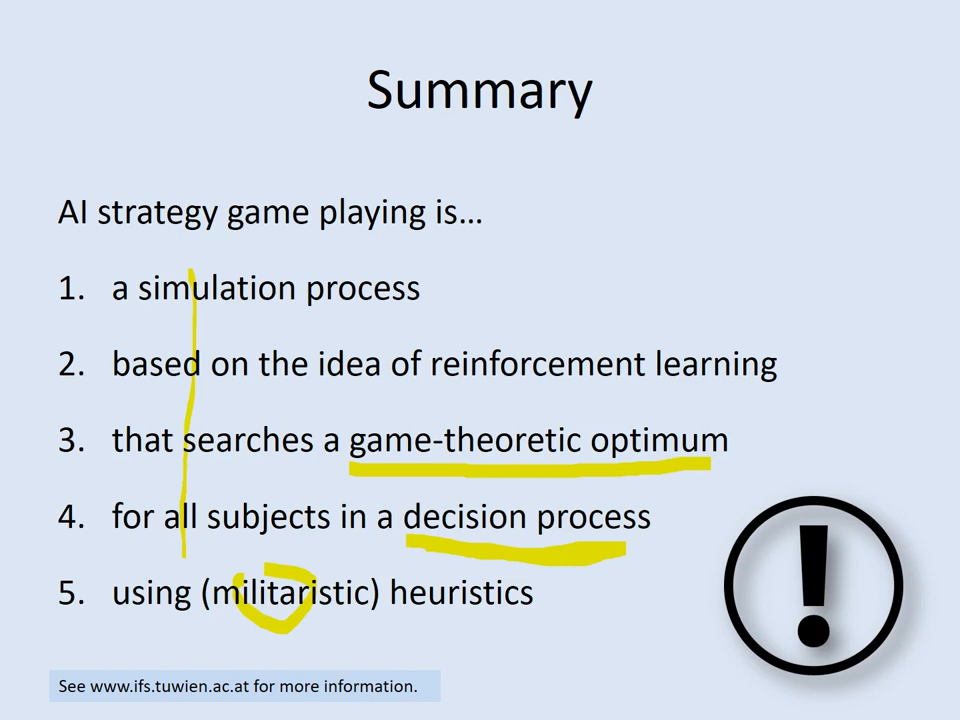 Summary
AI strategy game playing is…
1. a simulation process
2. based on the idea of reinforcement learning
3. that searches a game-theoretic optimum
4. for all subjects in a decision process
5. using (militaristic) heuristics
See www.ifs.tuwien.ac.at for more information.